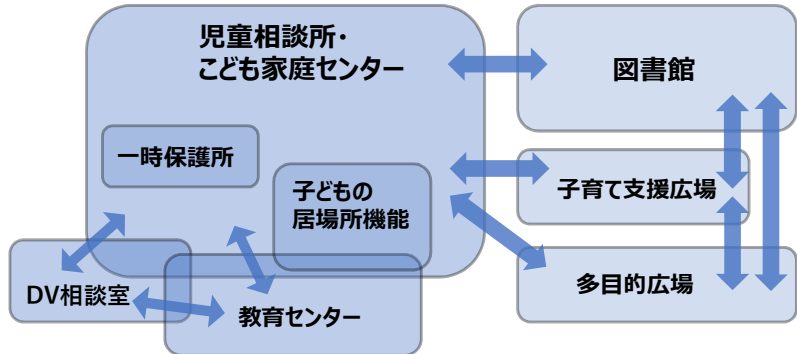 児童相談所・
こども家庭センター
図書館
一時保護所
子どもの
居場所機能
子育て支援広場
DV相談室
教育センター
多目的広場